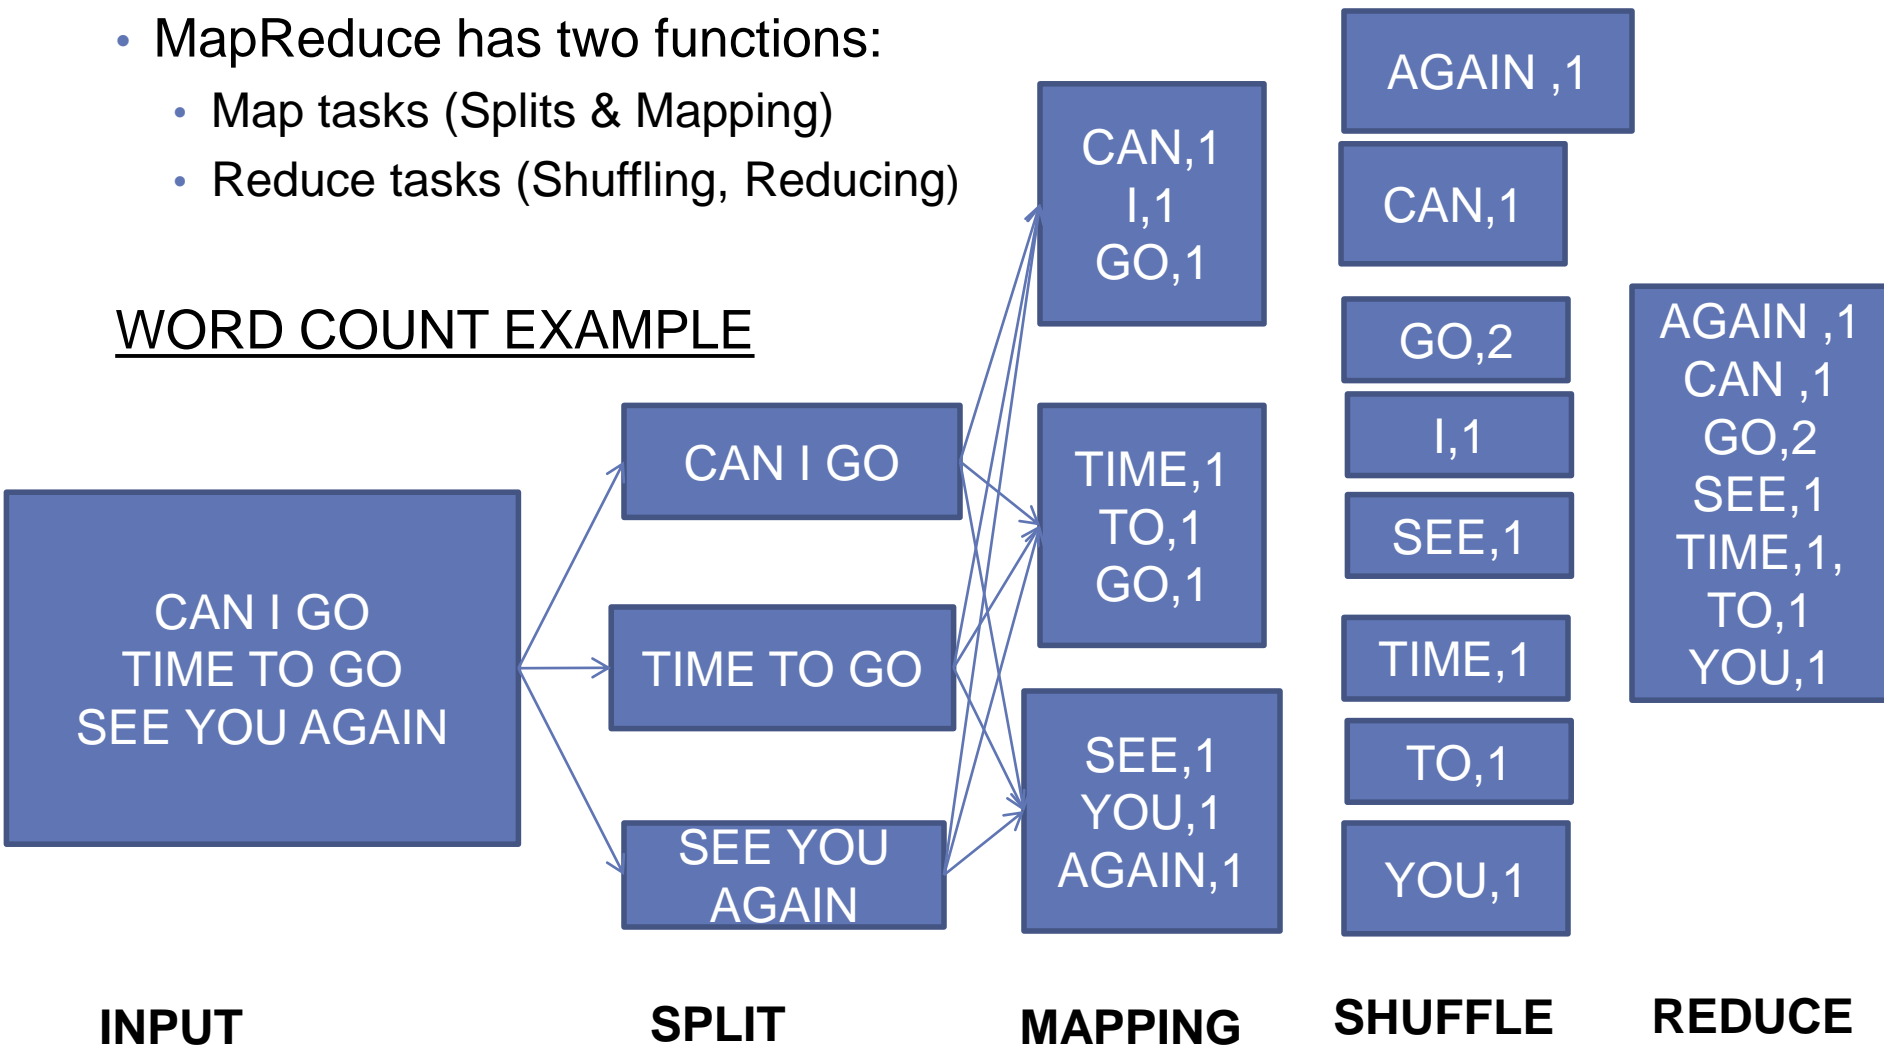 • MapReduce has two functions:
• Map tasks (Splits & Mapping)
• Reduce tasks (Shuffling, Reducing)
WORD COUNT EXAMPLE
CAN I GO
TIME TO GO
SEE YOU AGAIN
CAN I GO
TIME TO GO
SEE YOU
AGAIN
CAN,1
I,1
GO,1
TIME,1
TO,1
GO,1
SEE,1
YOU,1
AGAIN,1
AGAIN ,1
CAN,1
GO,2
I,1
SEE,1
TIME,1
TO,1
YOU,1
AGAIN ,1
CAN ,1
GO,2
SEE,1
TIME,1,
TO,1
YOU,1
INPUT
SPLIT
MAPPING
SHUFFLE
REDUCE